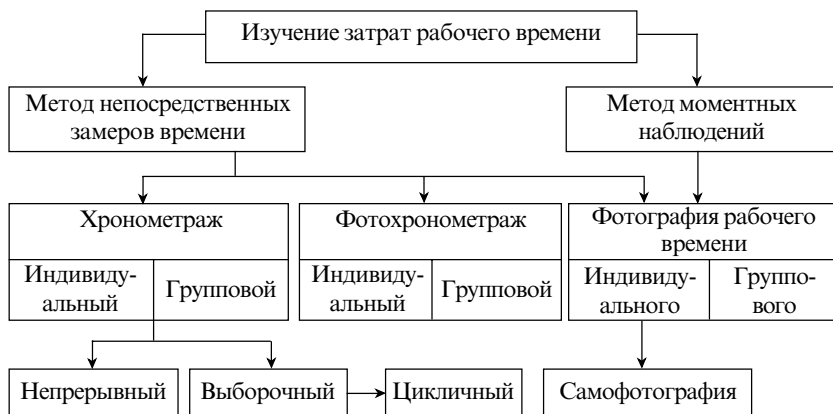 Изучение затрат рабочего времени
Метод непосредственных
замеров времени
Метод моментных
наблюдений
Хронометраж
Индивиду-
альный
Групповой
Фотохронометраж
Индивиду-
альный
Групповой
Фотография рабочего
времени
Индивиду-
ального
Группо-
вого
Непрерывный
Выборочный
Цикличный
Самофотография